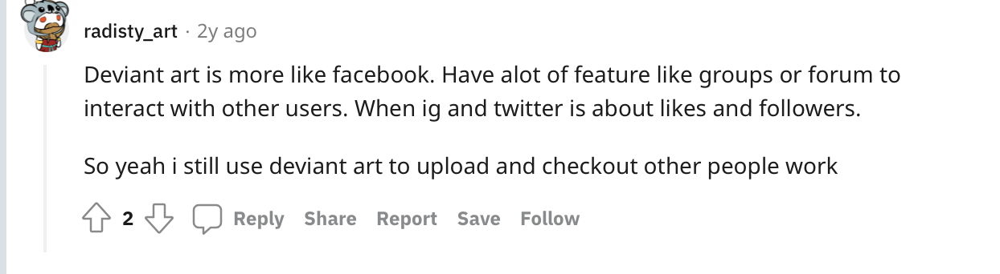 radisty_art · 2y ago
Deviant art is more like facebook. Have alot of feature like groups or forum to
interact with other users. When ig and twitter is about likes and followers.
So yeah i still use deviant art to upload and checkout other people work
2 Reply Share Report Save Follow